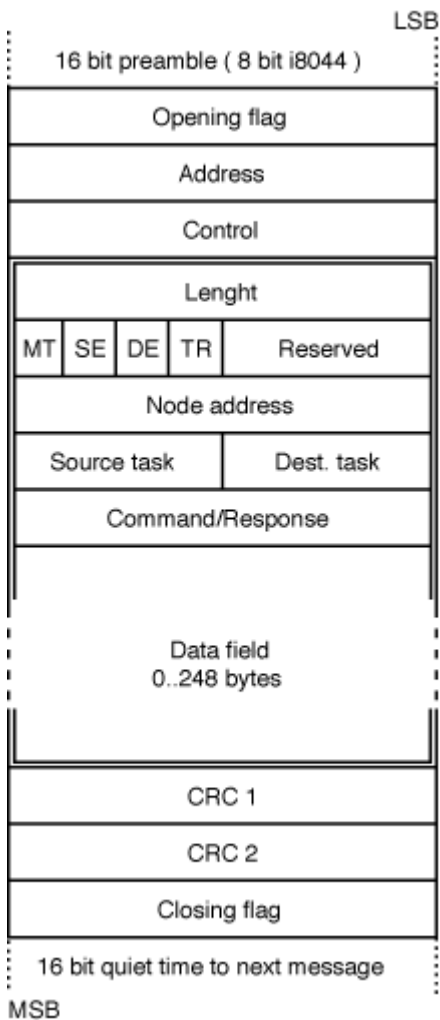 LSB
16 bit preamble ( 8 bit i8044 )
Opening flag
Address
Control
Lenght
MT SE DE TR Reserved
Node address
Source task Dest. task
Command/Response
Data field
0..248 bytes
CRC 1
CRC 2
Closing flag
16 bit quiet time to next message
MSB